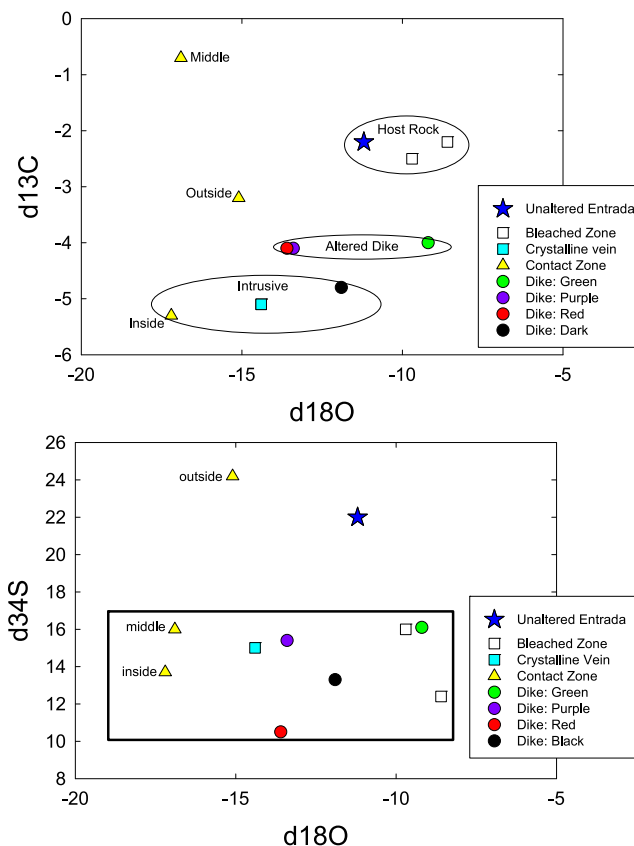 0
-1
-2
-3
-4
-5
-6
d13C
Middle
Host Rock
Outside
Altered Dike
Intrusive
Inside
Unaltered Entrada
Bleached Zone
Crystalline vein
Contact Zone
Dike: Green
Dike: Purple
Dike: Red
Dike: Dark
-20 -15 -10 -5
d18O
26
24
22
20
18
16
14
12
10
8
d34S
outside
middle
inside
Unaltered Entrada
Bleached Zone
Crystalline Vein
Contact Zone
Dike: Green
Dike: Purple
Dike: Red
Dike: Black
-20 -15 -10 -5
d18O